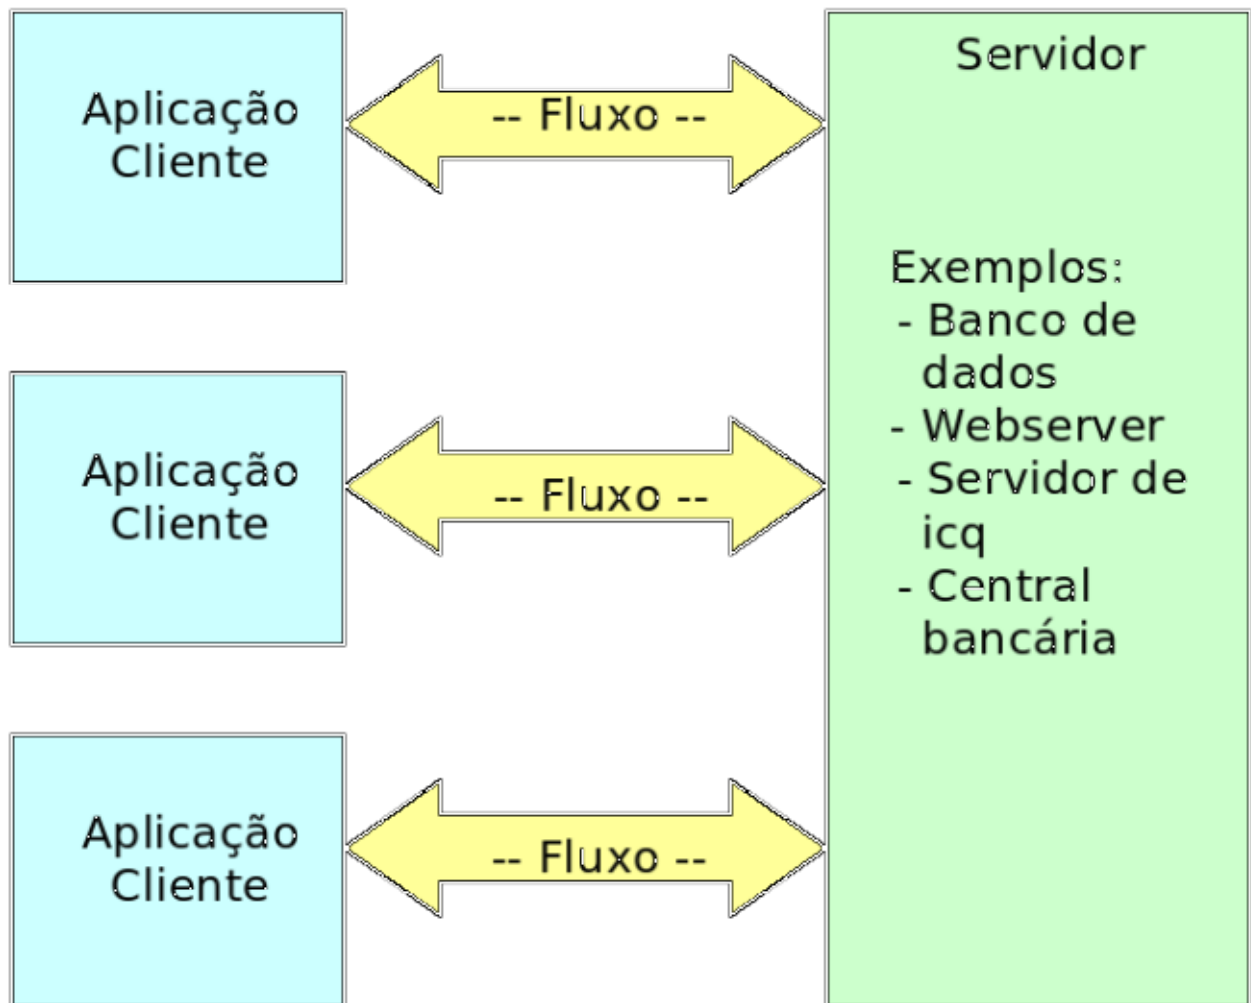 Aplicação
Cliente
-- Fluxo --
Aplicação
Cliente
-- Fluxo --
Aplicação
Cliente
-- Fluxo --
Servidor
Exemplos:
- Banco de
dados
- Webserver
- Servidor de
icq
- Central
bancária